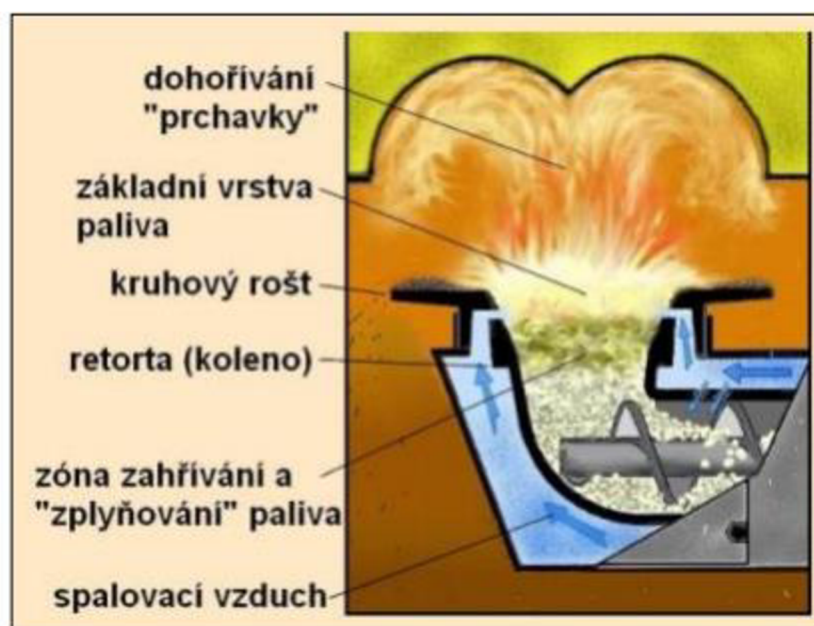 dohořívání
"prchavky"
základní vrstva
paliva
kruhový rošt
retorta (koleno)
zóna zahřívání a
"zplyňování" paliva
spalovací vzduch